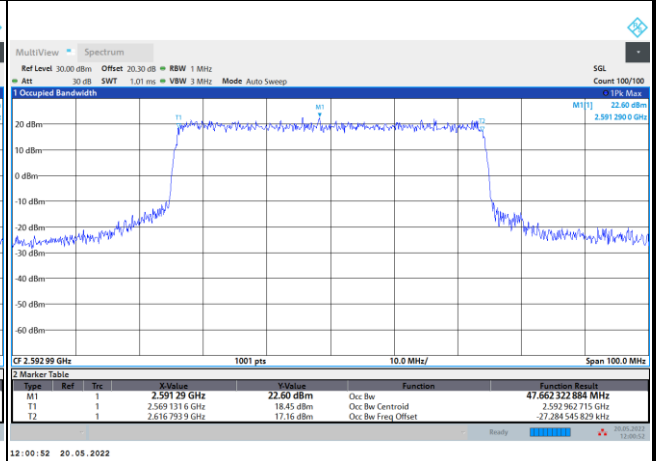 MultiView Spectrum
Ref Level 30.00 dBm Offset 20.30 dB RBW 1 MHz SGL
Att 30 dB SWT 1.01 ms VBW 3 MHz Mode Auto Sweep Count 100/100
1 Occupied Bandwidth 1Pk Max
M1[1] 22.60 dBm
2.591 290 0 GHz
M1
T1
T2
20 dBm
10 dBm
0 dBm
-10 dBm
-20 dBm
-30 dBm
-40 dBm
-50 dBm
-60 dBm
CF 2.592 99 GHz 1001 pts 10.0 MHz/ Span 100.0 MHz
2 Marker Table
Type Ref Trc X-Value Y-Value Function Function Result
M1 1 2.591 29 GHz 22.60 dBm Occ Bw 47.662 322 884 MHz
T1 1 2.569 131 6 GHz 18.45 dBm Occ Bw Centroid 2.592 962 715 GHz
T2 1 2.616 793 9 GHz 17.16 dBm Occ Bw Freq Offset -27.284 545 829 kHz
Ready 20.05.2022
12:00:52
12:00:52 20.05.2022